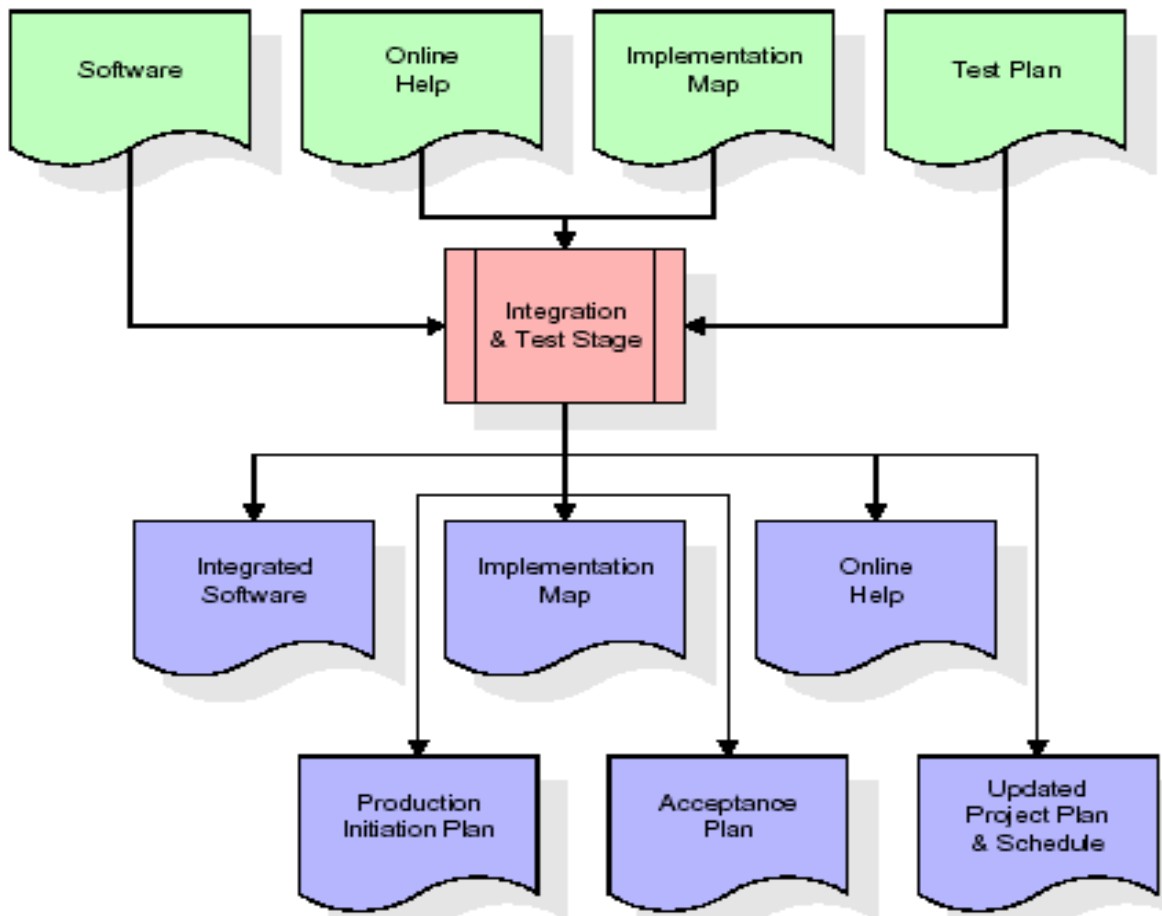 Software
Online
Help
Implementation
Map
Test Plan
Integration
& Test Stage
Integrated
Software
Implementation
Map
Online
Help
Production
Initiation Plan
Acceptance
Plan
Updated
Project Plan
& Schedule